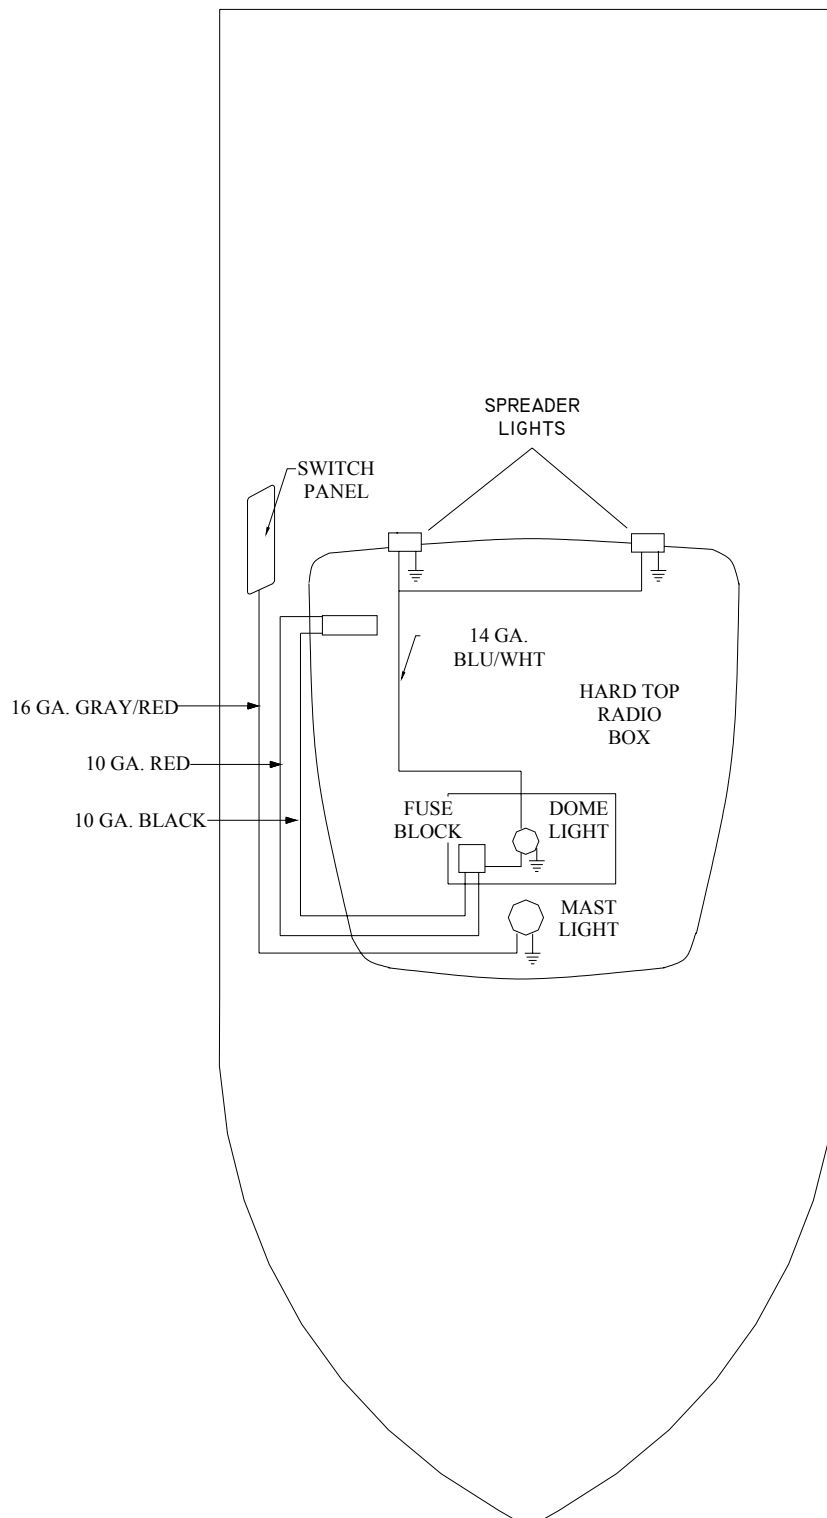 SPREADER
LIGHTS
SWITCH
PANEL
14 GA.
BLU/WHT
HARD TOP
RADIO
BOX
16 GA. GRAY/RED
10 GA. RED
10 GA. BLACK
FUSE
BLOCK
DOME
LIGHT
MAST
LIGHT